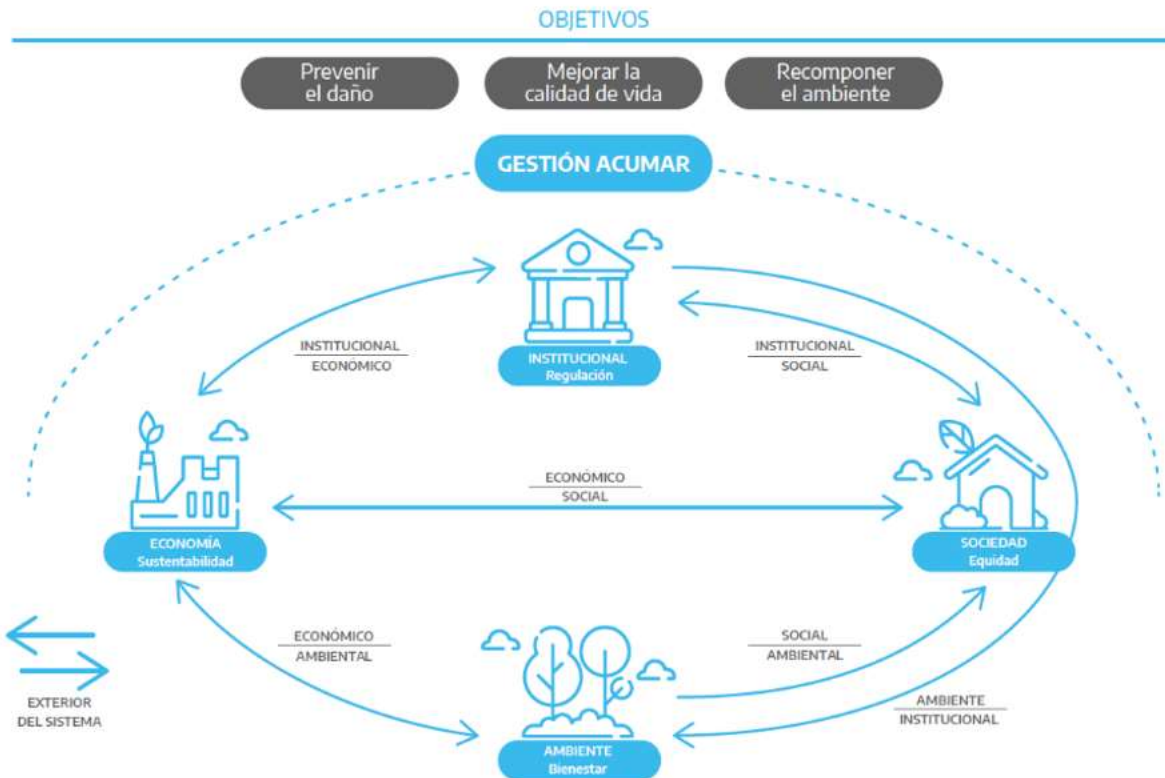 OBJETIVOS
Prevenir
el daño
Mejorar la
calidad de vida
Recomponer
el ambiente
GESTIÓN ACUMAR
INSTITUCIONAL
ECONÓMICO
INSTITUCIONAL
Regulación
INSTITUCIONAL
SOCIAL
ECONÓMICO
SOCIAL
ECONOMÍA
Sustentabilidad
SOCIEDAD
Equidad
ECONÓMICO
AMBIENTAL
SOCIAL
AMBIENTAL
EXTERIOR
DEL SISTEMA
AMBIENTE
INSTITUCIONAL
AMBIENTE
Bienestar